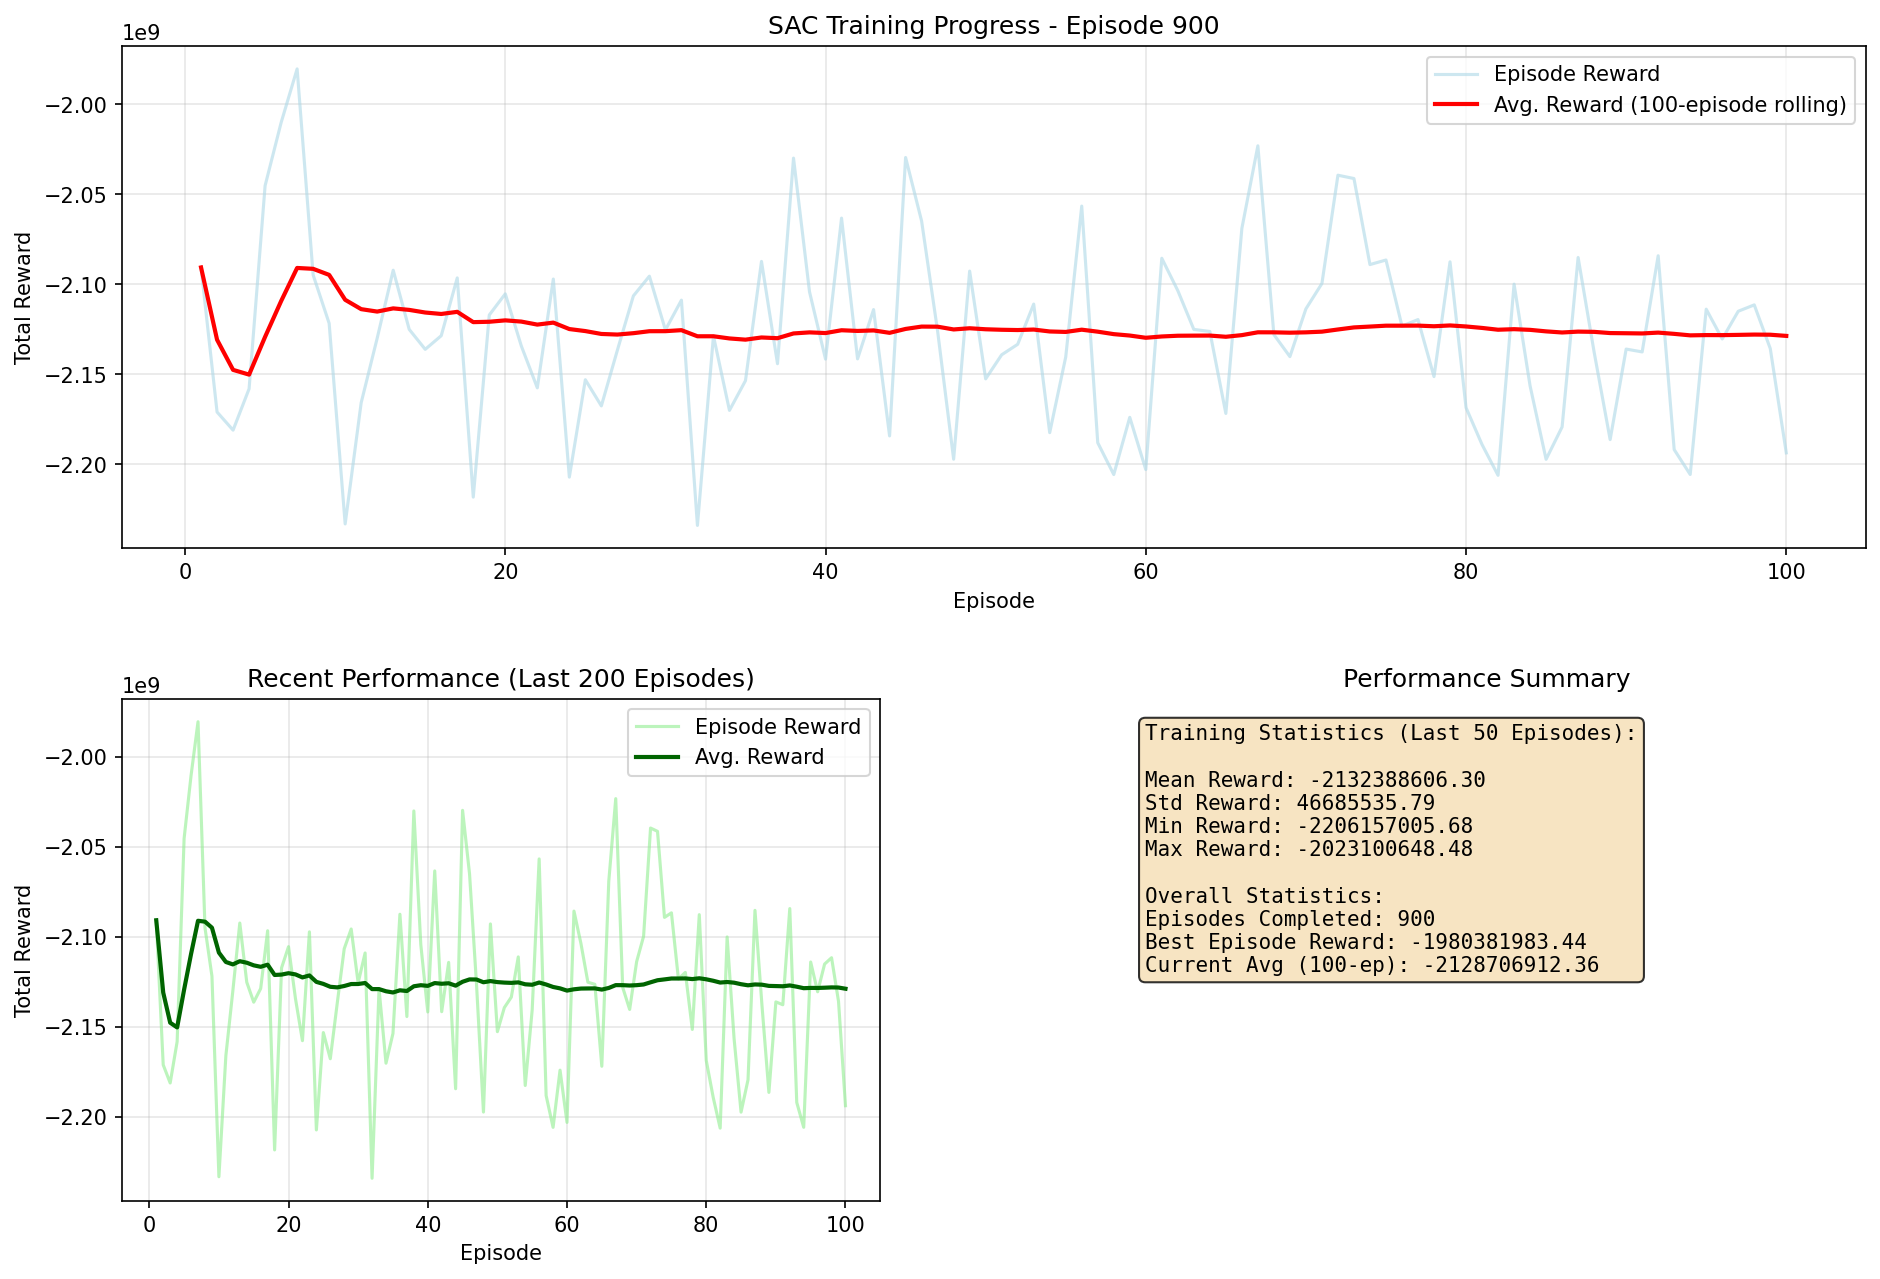 SAC Training Progress - Episode 900
1e9
Episode Reward
Avg. Reward (100-episode rolling)
Total Reward
−2.00
−2.05
−2.10
−2.15
−2.20
0 20 40 60 80 100
Episode
Recent Performance (Last 200 Episodes)
1e9
Episode Reward
Avg. Reward
Total Reward
−2.00
−2.05
−2.10
−2.15
−2.20
0 20 40 60 80 100
Episode
Performance Summary
Training Statistics (Last 50 Episodes):
Mean Reward: -2132388606.30
Std Reward: 46685535.79
Min Reward: -2206157005.68
Max Reward: -2023100648.48
Overall Statistics:
Episodes Completed: 900
Best Episode Reward: -1980381983.44
Current Avg (100-ep): -2128706912.36